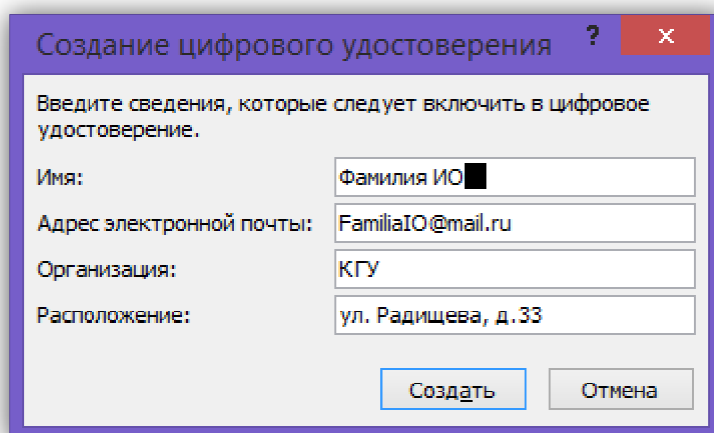 Создание цифрового удостоверения ? ×
Введите сведения, которые следует включить в цифровое
удостоверение.
Имя: Фамилия ИО
Адрес электронной почты: FamiliaIO@mail.ru
Организация: КГУ
Расположение: ул. Радищева, д.33
Создать Отмена